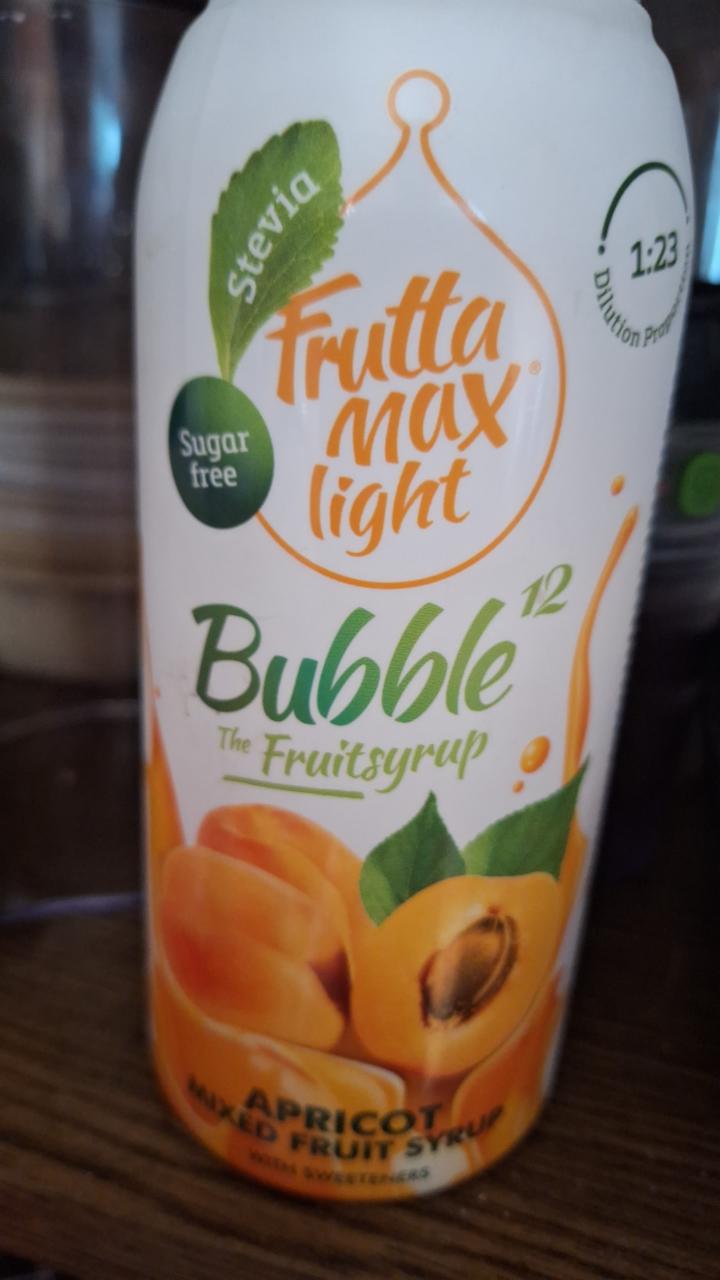 Stevia
1:23
Dilution Proportion
Frutta
max®
light
Sugar
free
Bubble 12
The Fruitsyrup
APRICOT
MIXED FRUIT SYRUP
WITH SWEETENERS